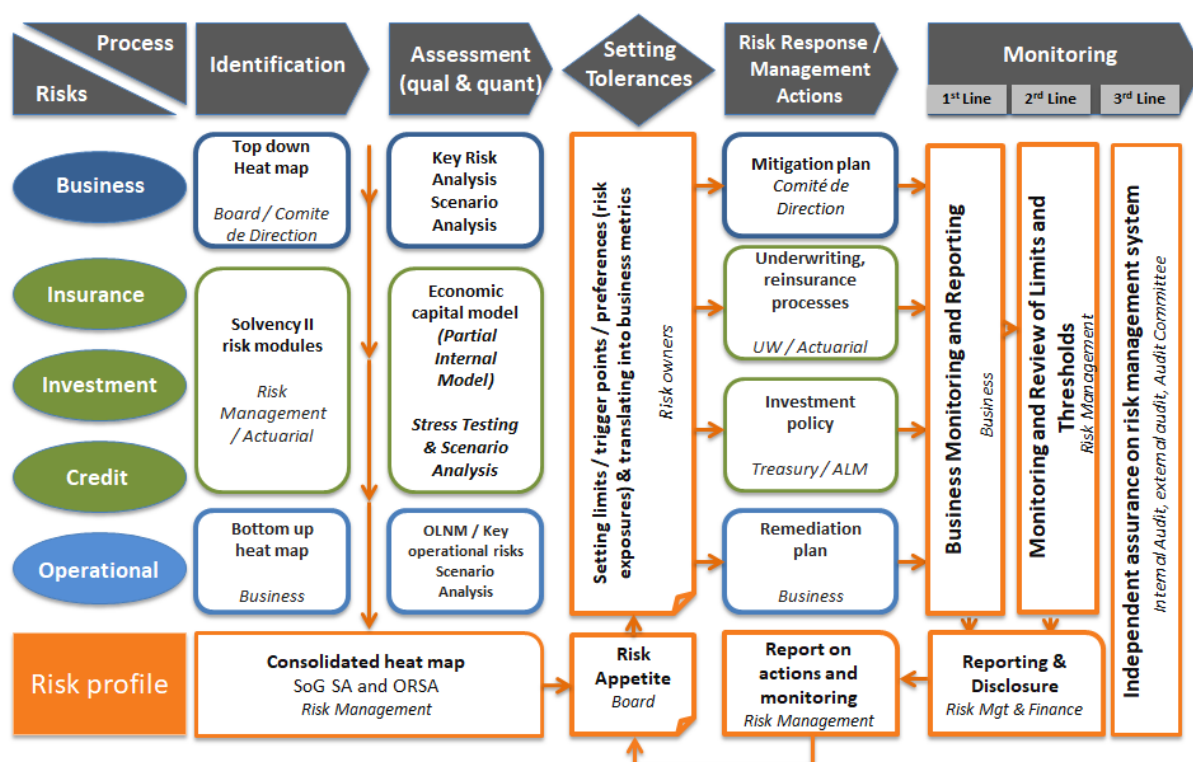 Process
Risks
Identification
Assessment
(qual & quant)
Setting
Tolerances
Risk Response /
Management
Actions
Monitoring
1st Line
2rd Line
3rd Line
Business
Top down
Heat map
Board / Comite
de Direction
Key Risk
Analysis
Scenario
Analysis
Setting limits / trigger points / preferences (risk
exposures) & translating into business metrics
Risk owners
Mitigation plan
Comité de
Direction
Business Monitoring and Reporting
Business
Monitoring and Review of Limits and
Thresholds
Risk Management
Independent assurance on risk management system
Internal Audit, external audit, Audit Committee
Insurance
Investment
Credit
Solvency II
risk modules
Risk
Management
/ Actuarial
Economic
capital model
(Partial
Internal
Model)
Stress Testing
& Scenario
Analysis
Underwriting,
reinsurance
processes
UW / Actuarial
Investment
policy
Treasury / ALM
Operational
Bottom up
heat map
Business
OLNM / Key
operational risks
Scenario
Analysis
Remediation
plan
Business
Risk profile
Consolidated heat map
SoG SA and ORSA
Risk Management
Risk
Appetite
Board
Report on
actions and
monitoring
Risk Management
Reporting &
Disclosure
Risk Mgt & Finance